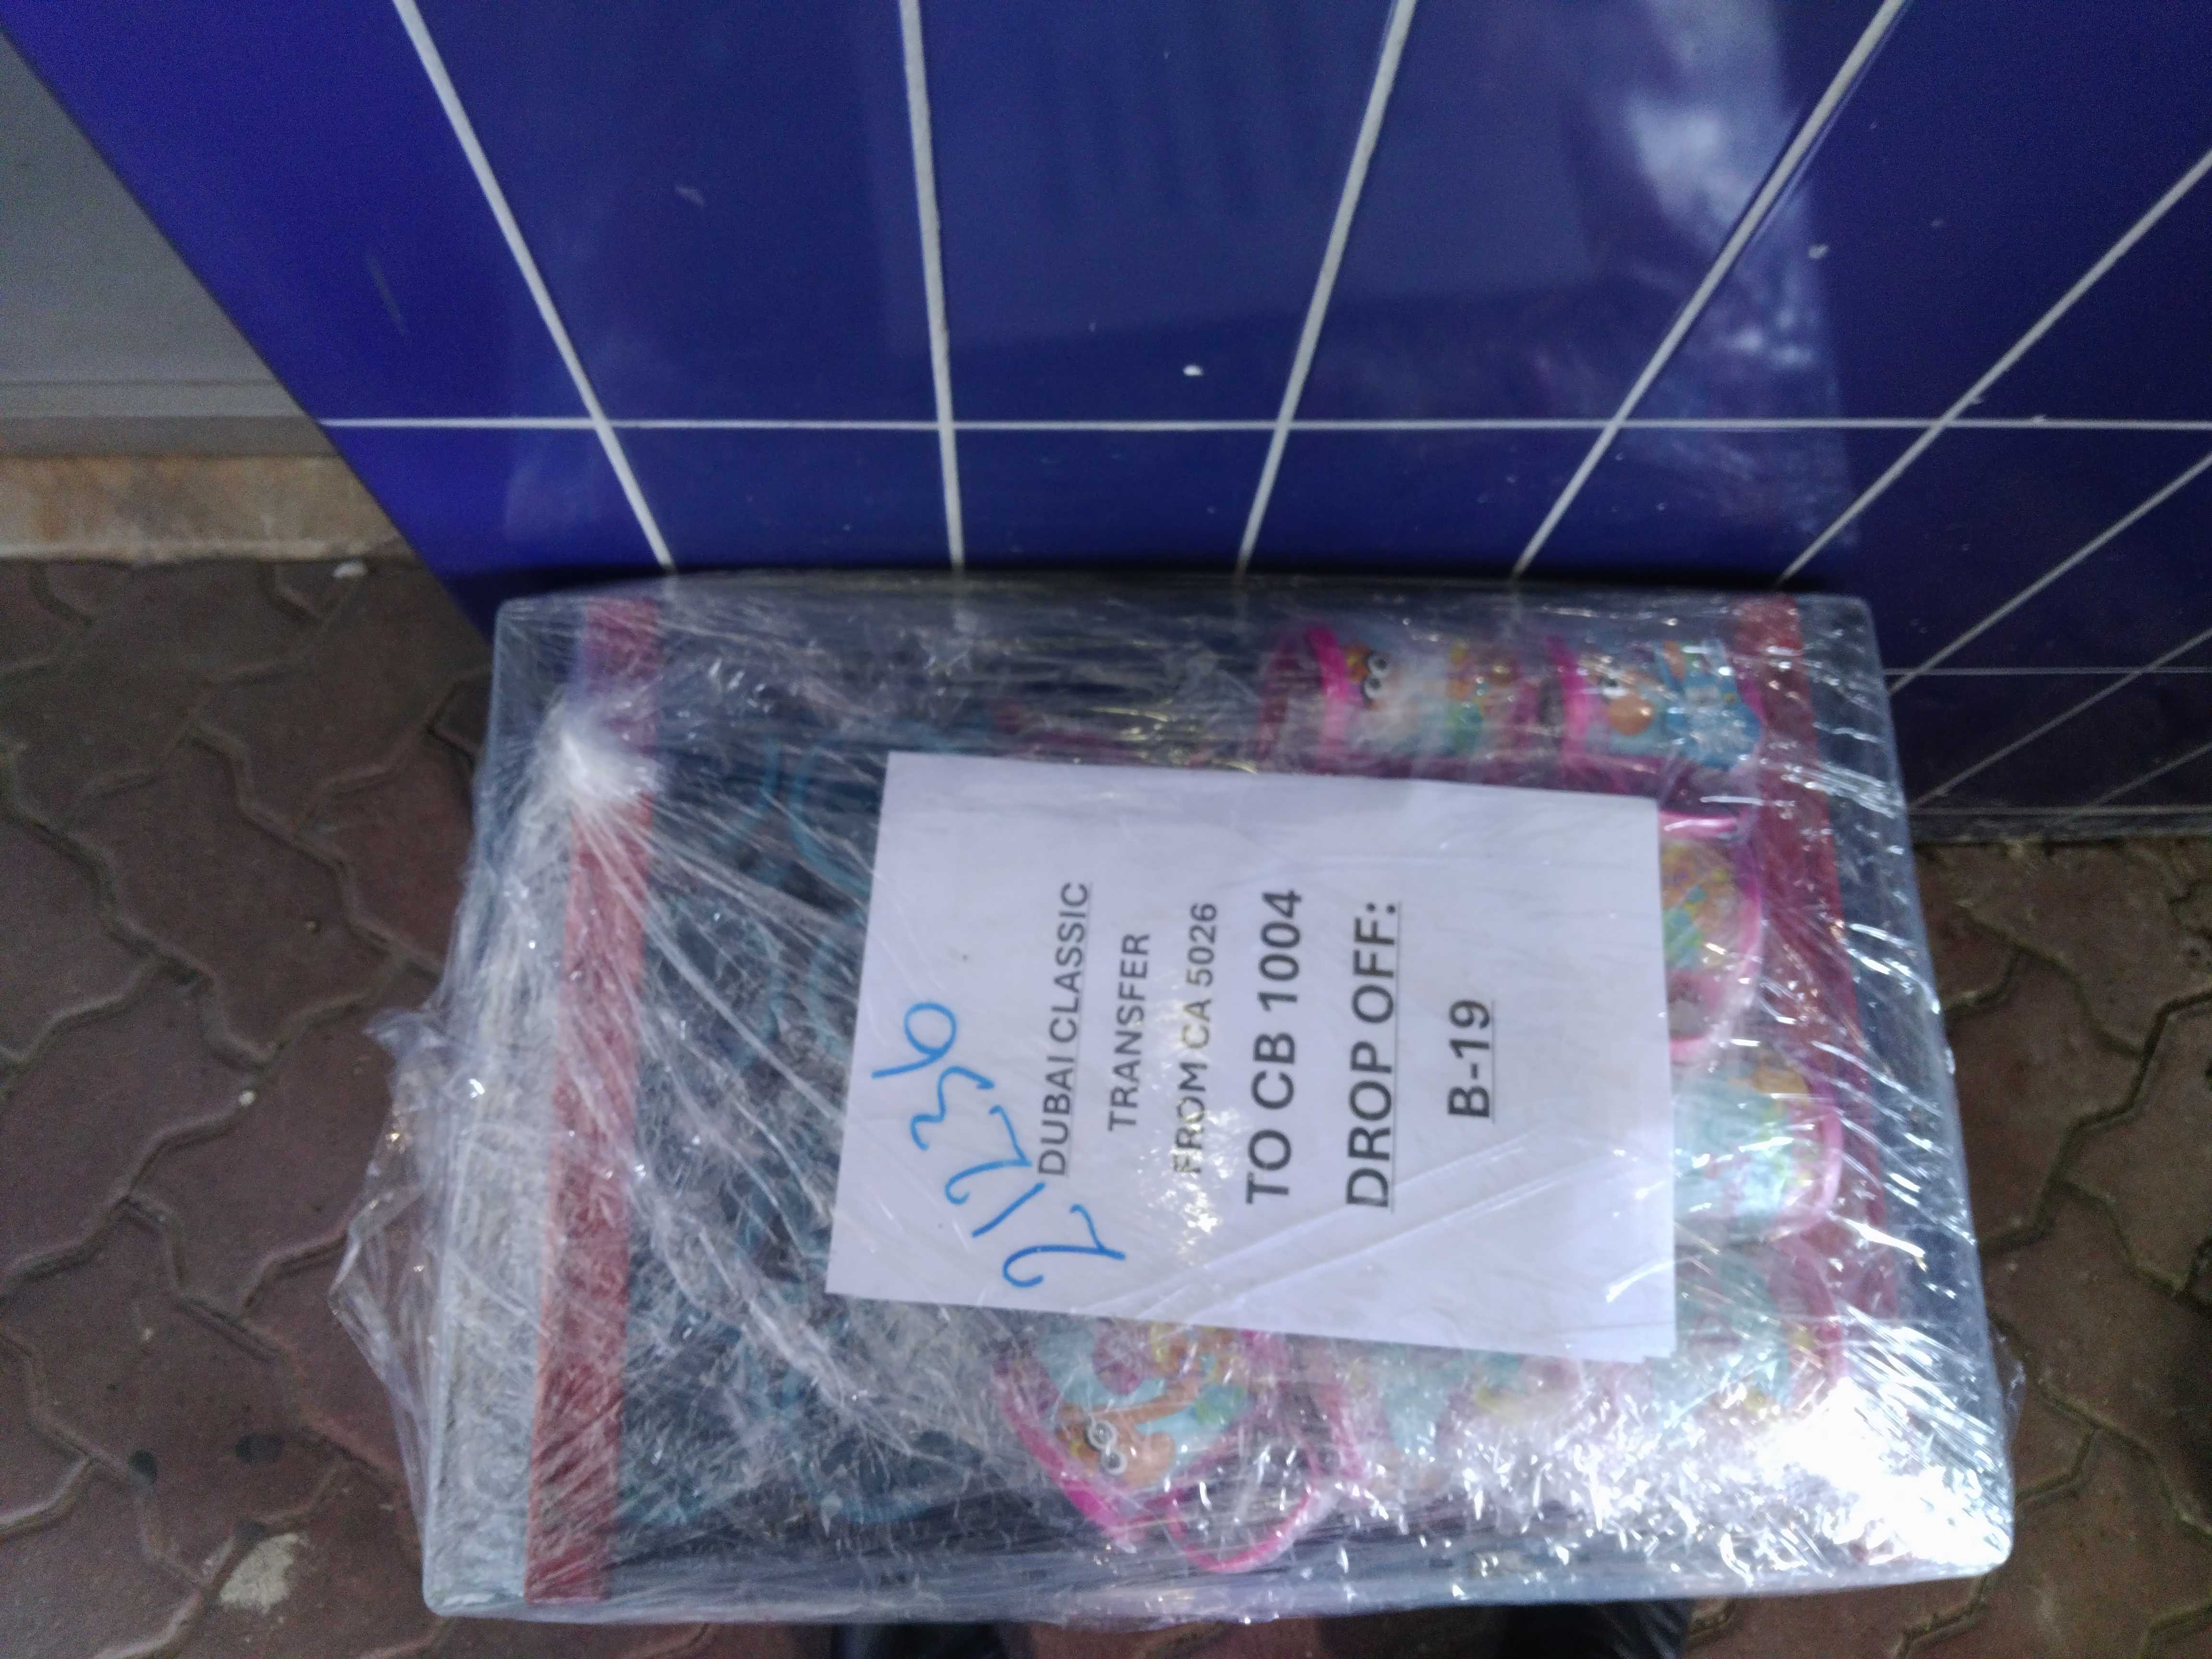 21236
DUBAI CLASSIC
TRANSFER
FROM CA 5026
TO CB 1004
DROP OFF:
B-19